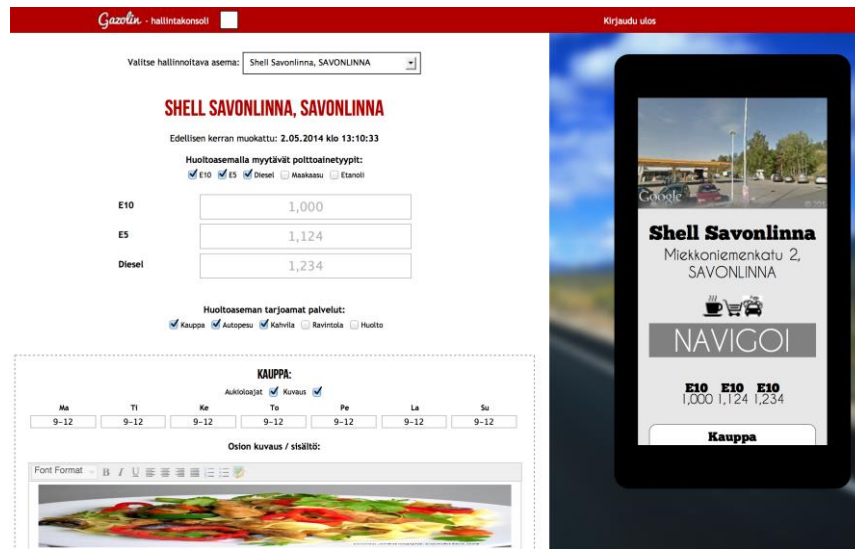 Gazolin - hallintakonsoli
Kirjaudu ulos
Valitse hallinnoitava asema: Shell Savonlinna, SAVONLINNA
SHELL SAVONLINNA, SAVONLINNA
Edellisen kerran muokattu: 2.05.2014 klo 13:10:33
Huoltoasemalla myytävät polttoainetyypit:
E10 E5 Diesel Maakaasu Etanoli
E10 1,000
E5 1,124
Diesel 1,234
Huoltoaseman tarjoamat palvelut:
Kauppa Autopesu Kahvila Ravintola Huolto
KAUPPA:
Aukioloajat Kuvaus
Ma Ti Ke To Pe La Su
9-12 9-12 9-12 9-12 9-12 9-12 9-12
Osion kuvaus / sisältö:
Font Format B I U
Google
Shell Savonlinna
Miekkoniemenkatu 2,
SAVONLINNA
NAVIGOI
E10 E10 E10
1,000 1,124 1,234
Kauppa